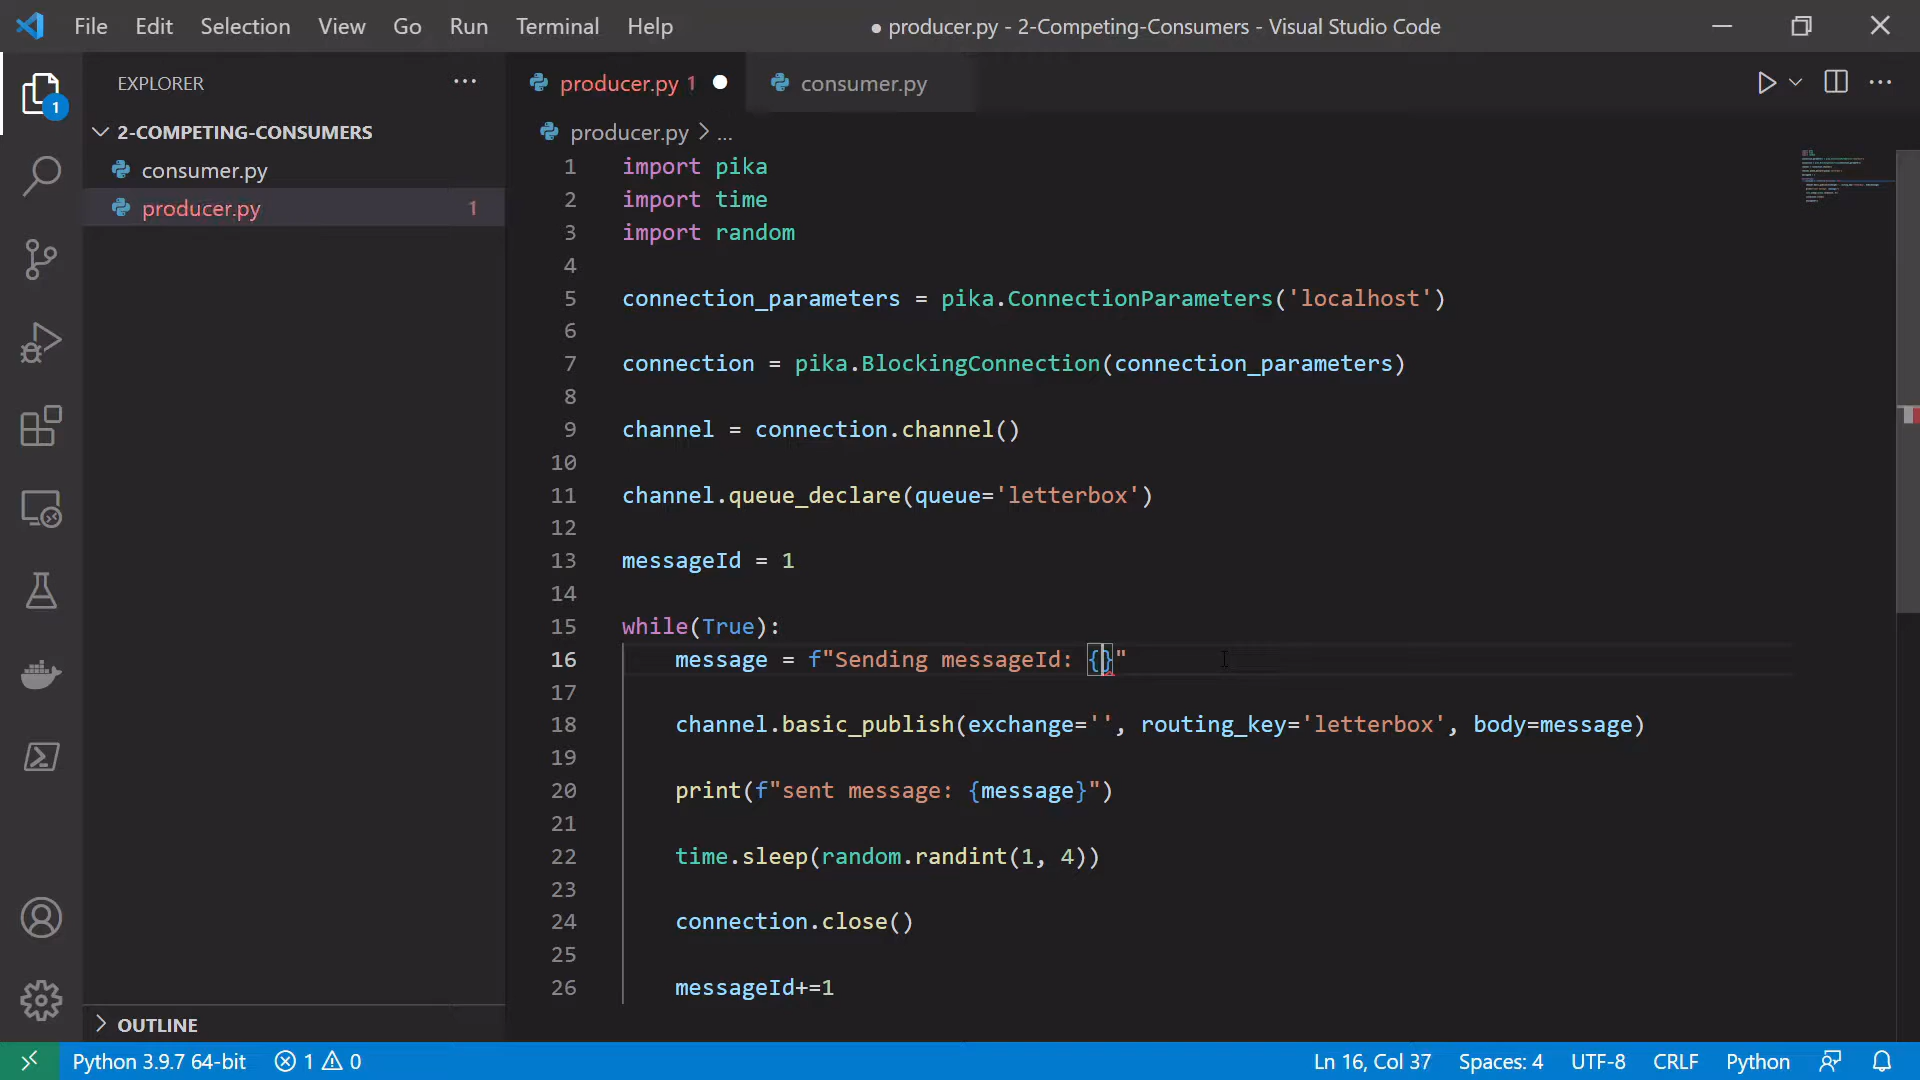 File Edit Selection View Go Run Terminal Help ● producer.py - 2-Competing-Consumers - Visual Studio Code
EXPLORER
2-COMPETING-CONSUMERS
consumer.py
producer.py 1
1
OUTLINE
producer.py 1 consumer.py
producer.py > ...
1 import pika
2 import time
3 import random
4
5 connection_parameters = pika.ConnectionParameters('localhost')
6
7 connection = pika.BlockingConnection(connection_parameters)
8
9 channel = connection.channel()
10
11 channel.queue_declare(queue='letterbox')
12
13 messageId = 1
14
15 while(True):
16 message = f"Sending messageId: {}"
17
18 channel.basic_publish(exchange='', routing_key='letterbox', body=message)
19
20 print(f"sent message: {message}")
21
22 time.sleep(random.randint(1, 4))
23
24 connection.close()
25
26 messageId+=1
Python 3.9.7 64-bit 1 0 Ln 16, Col 37 Spaces: 4 UTF-8 CRLF Python